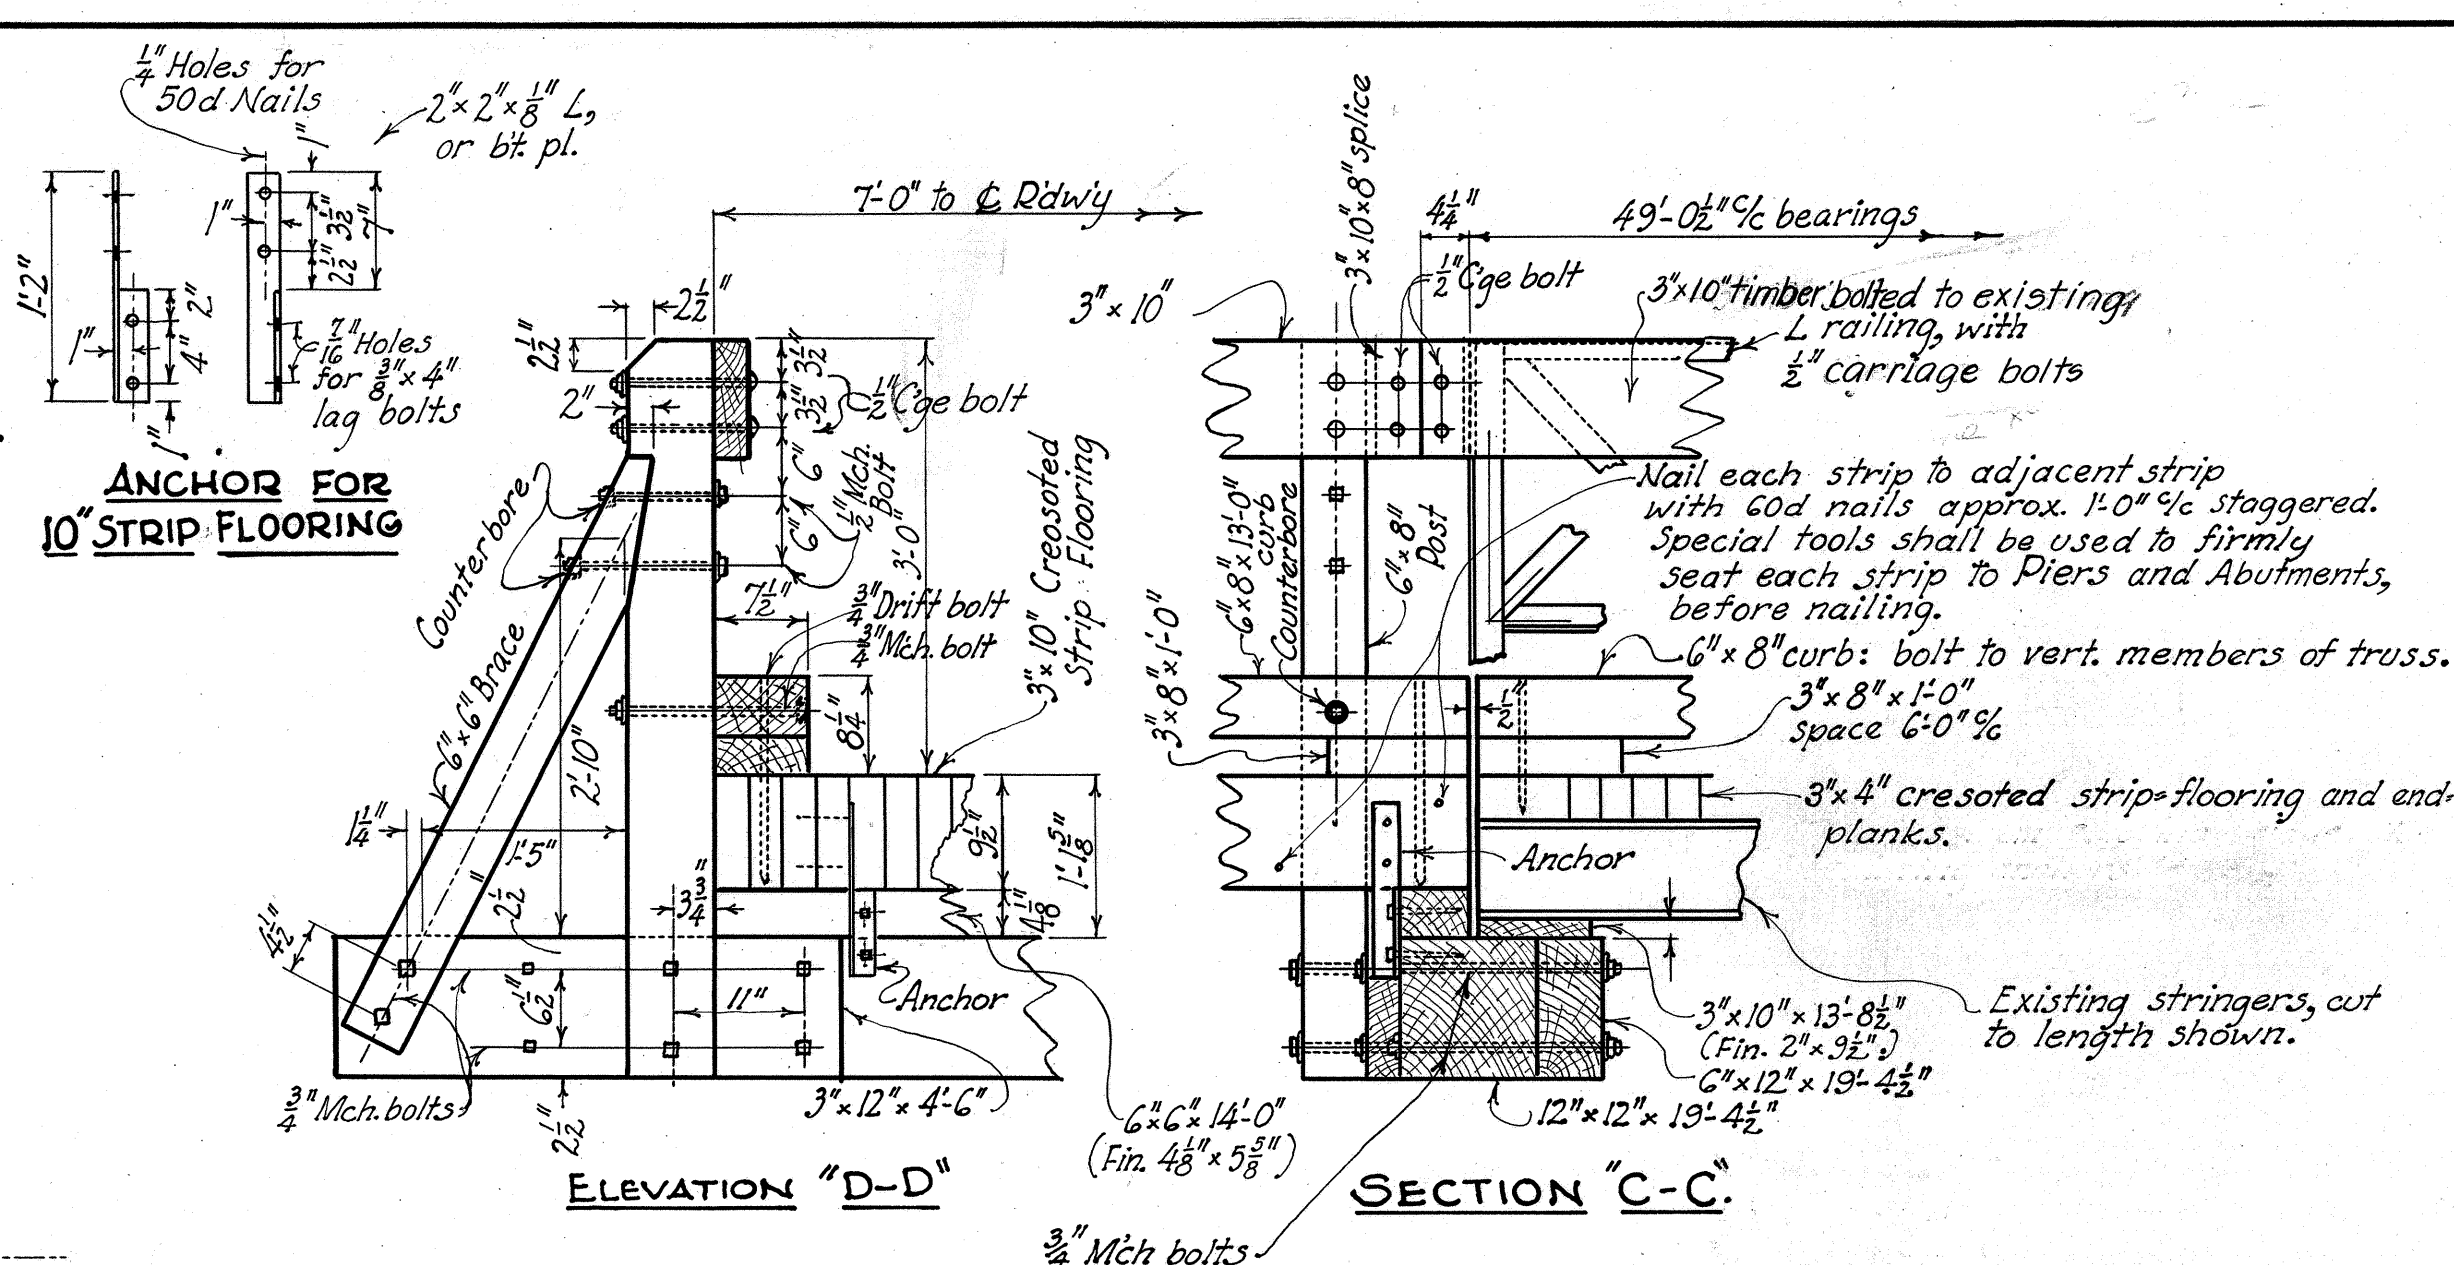 1/4" Holes for
50d Nails
2"x 2"x 1/8" L,
or b't. pl.
1"
1'-2"
1"
3 1/2"
7"
2 1/2"
2"
1"
4"
7/16" Holes
for 3/8" x 4"
lag bolts
1"
ANCHOR FOR
10" STRIP FLOORING
7'-0" to ℄ R'dw'y
2 1/2"
2 1/2"
3 1/2"
3 1/2"
2"
1/2" C'ge bolt
6"
6"
1/2" Mch.
Bolt
3'-0"
Counterbore
7 1/2"
3/4" Drift bolt
3/4" Mch. bolt
3"x 10" Creosoted
Strip Flooring
6"x 6" Brace
2'-10"
8 1/4"
1 1/4"
1'-5"
9 1/2"
1'-1 5/8"
2 1/2"
3 3/4"
4 1/8"
4 1/2"
6 1/2"
11"
Anchor
3/4" Mch. bolts
2 1/2"
3"x 12"x 4'-6"
6"x 6"x 14'-0"
(Fin. 4 1/8" x 5 5/8")
ELEVATION "D-D"
3"x 10"x 8" splice
4 1/4"
49'-0 1/2" c/c bearings
3"x 10"
1/2" C'ge bolt
3"x10" timber bolted to existing
L railing, with
1/2" carriage bolts
Nail each strip to adjacent strip
with 60d nails approx. 1'-0" c/c staggered.
Special tools shall be used to firmly
seat each strip to Piers and Abutments,
before nailing.
6"x 8"x 13'-0"
curb
Counterbore
6"x 8"
Post
3"x 8"x 1'-0"
6"x 8" curb: bolt to vert. members of truss.
1/2"
3"x 8"x 1'-0"
space 6'-0" c/c
3"x 4" cresoted strip=flooring and end=
planks.
Anchor
3"x 10"x 13'-8 1/2"
(Fin. 2"x 9 1/2".)
6"x 12"x 19'-4 1/2"
12"x 12"x 19'-4 1/2"
Existing stringers, cut
to length shown.
SECTION "C-C".
3/4" M'ch bolts